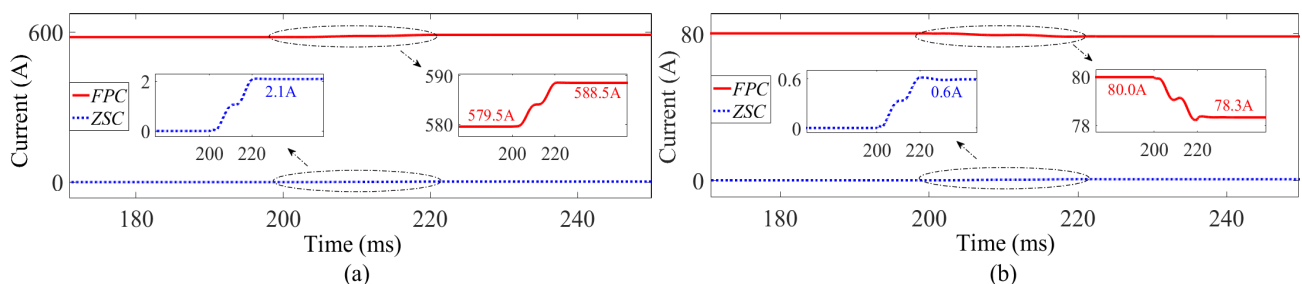 600
Current (A)
0
FPC
ZSC
2
0
2.1A
200 220
590
580
579.5A
588.5A
200 220
180 200 220 240
Time (ms)
(a)
80
Current (A)
0
FPC
ZSC
0.6
0
0.6A
200 220
80
78
80.0A
78.3A
200 220
180 200 220 240
Time (ms)
(b)